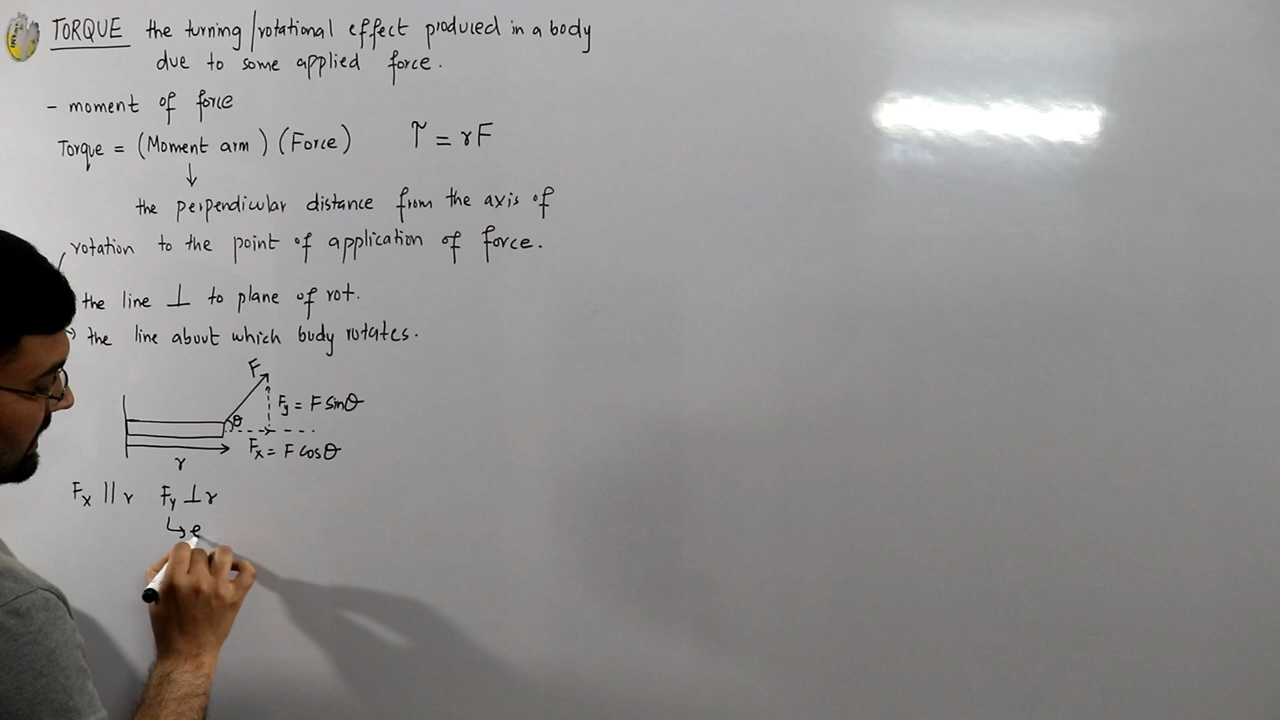 TORQUE the turning/rotational effect produced in a body
due to some applied force.
- moment of force
Torque = (Moment arm) (Force) τ = rF
↓
the perpendicular distance from the axis of
rotation to the point of application of force.
the line ⊥ to plane of rot.
the line about which body rotates.
F
Fy = F Sinθ
θ
Fx = F cosθ
r
Fx || r Fy ⊥ r
↳ e